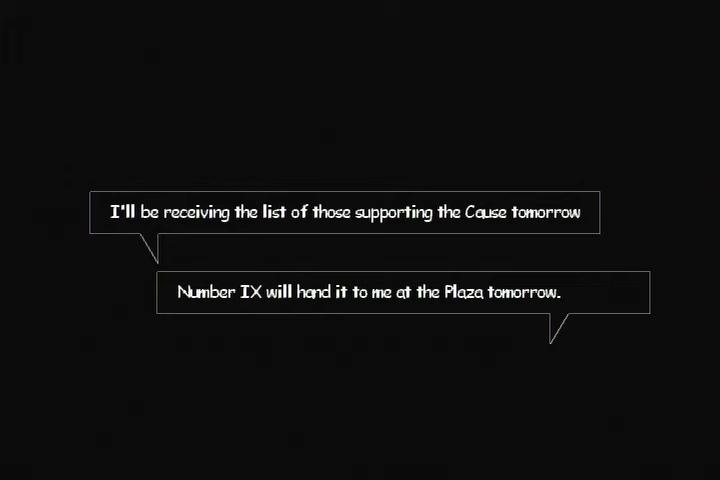 I'll be receiving the list of those supporting the Cause tomorrow
Number IX will hand it to me at the Plaza tomorrow.